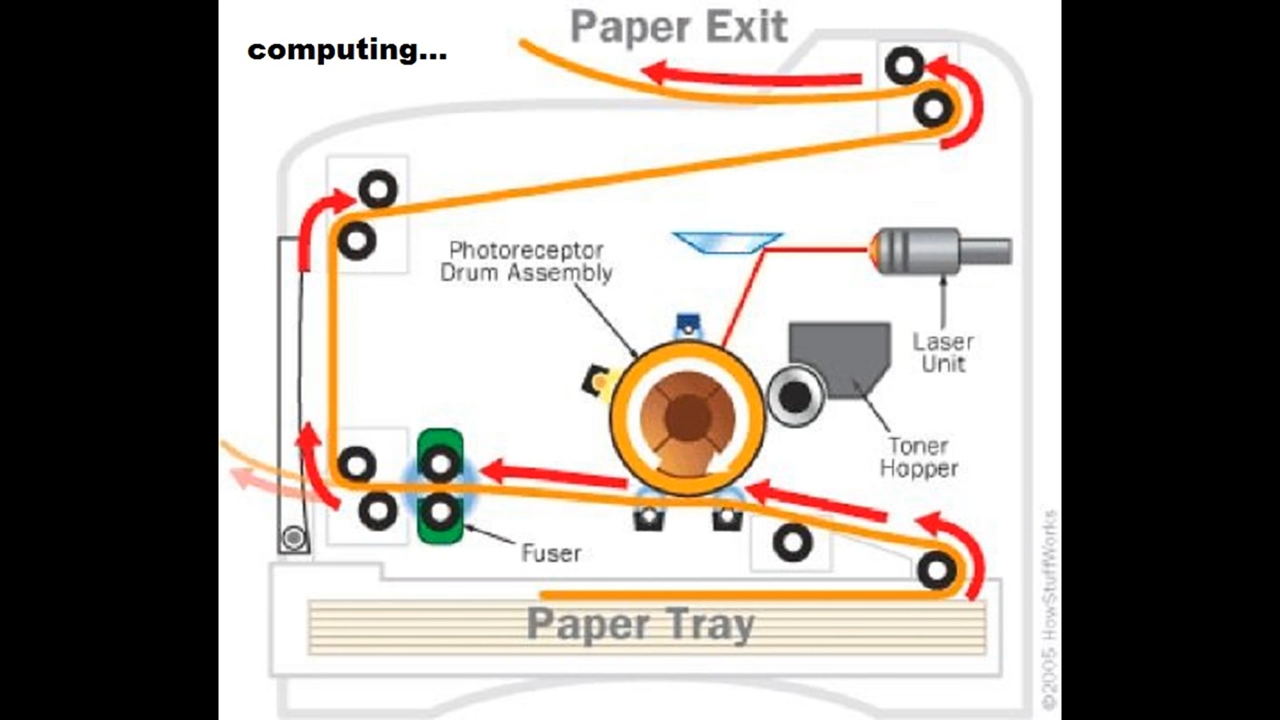 Paper Exit
computing...
Photoreceptor
Drum Assembly
Laser
Unit
Toner
Hopper
Fuser
Paper Tray
©2005 HowStuffWorks